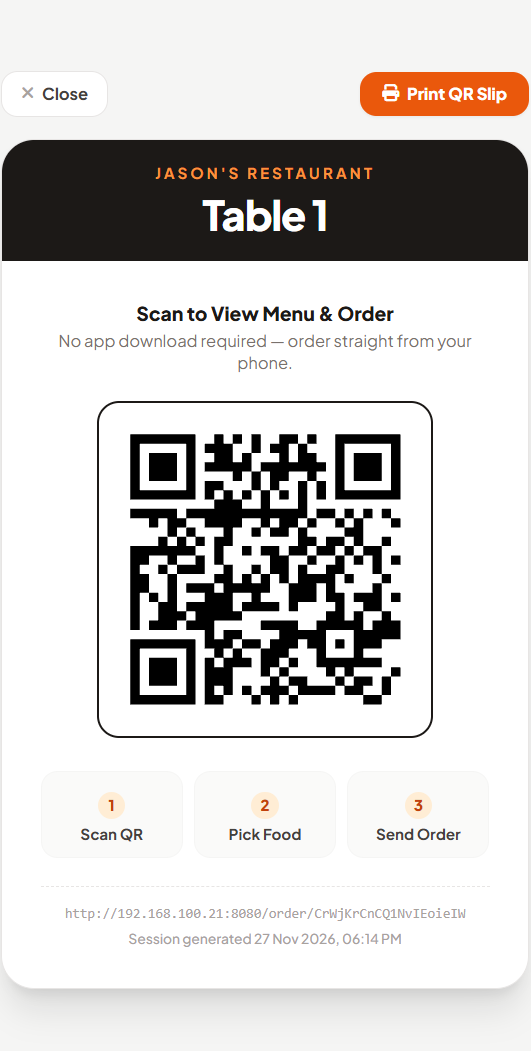 ✕ Close
Print QR Slip
JASON'S RESTAURANT
Table 1
Scan to View Menu & Order
No app download required — order straight from your
phone.
1
Scan QR
2
Pick Food
3
Send Order
http://192.168.100.21:8080/order/CrWjKrCnCQ1NvIEoieIW
Session generated 27 Nov 2026, 06:14 PM